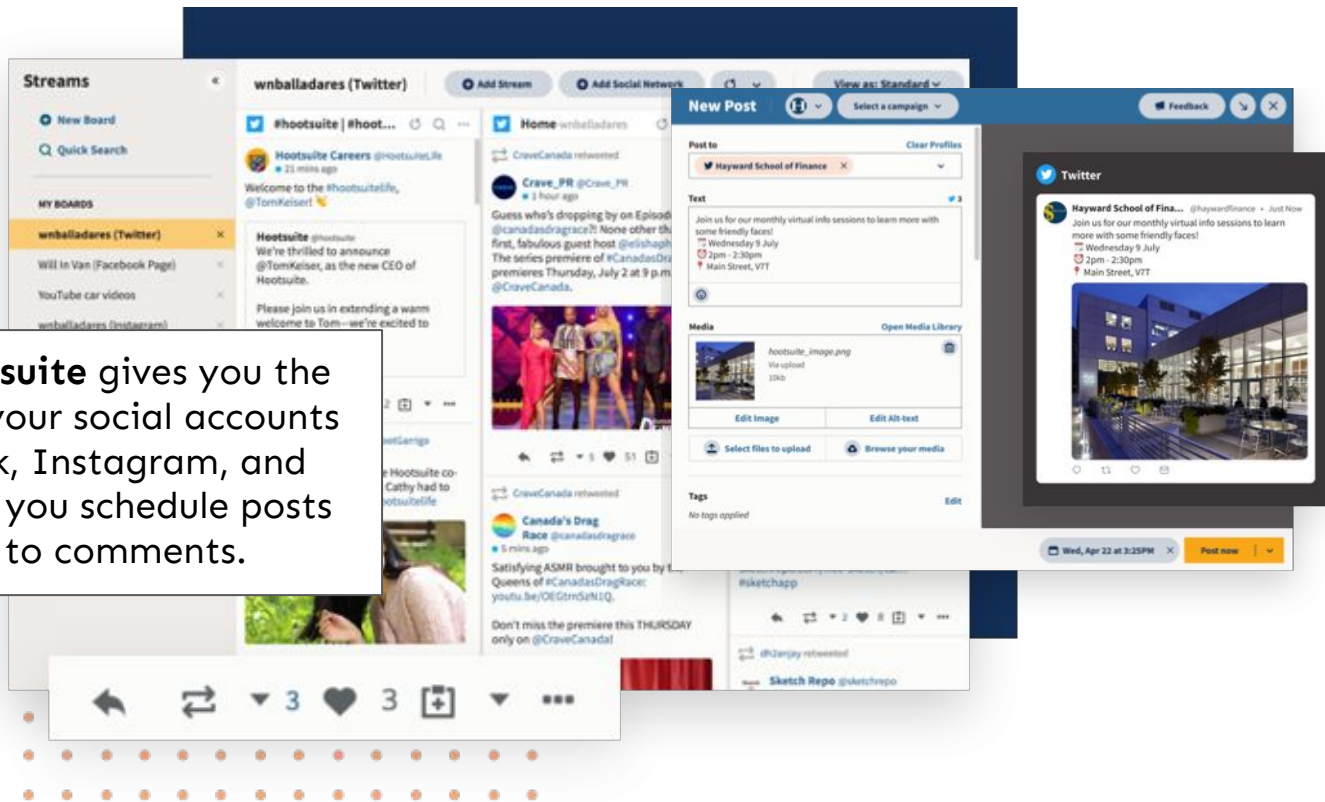 Streams «
New Board
Quick Search
MY BOARDS
wnballadares (Twitter) ×
Will In Van (Facebook Page) ×
YouTube car videos ×
wnballadares (Instagram) ×
suite gives you the
your social accounts
k, Instagram, and
you schedule posts
to comments.
wnballadares (Twitter)
Add Stream
Add Social Network
View as: Standard
#hootsuite | #hoot...
Hootsuite Careers @HootsuiteLife
21 mins ago
Welcome to the #hootsuitelife,
@TomKeiser! 👋
Hootsuite @hootsuite
We're thrilled to announce
@TomKeiser, as the new CEO of
Hootsuite.
Please join us in extending a warm
welcome to Tom—we're excited to
2
Hootsuite co-
Cathy had to
Home wnballadares
CraveCanada retweeted
Crave_PR @Crave_PR
1 hour ago
Guess who's dropping by on Episod
@canadasdragrace?! None other th
first, fabulous guest host @elishaph
The series premiere of #CanadasDra
premieres Thursday, July 2 at 9 p.m.
@CraveCanada.
5 51
CraveCanada retweeted
Canada's Drag
Race @canadasdragrace
5 mins ago
Satisfying ASMR brought to you by t
Queens of #CanadasDragRace:
Don't miss the premiere this THURSDAY
only on @CraveCanada!
#sketchapp
2 8
retweeted
Sketch Repo @sketchrepo
3 3
New Post
Select a campaign
Feedback
Post to Clear Profiles
Hayward School of Finance ×
Text 3
Join us for our monthly virtual info sessions to learn more with
some friendly faces!
📅 Wednesday 9 July
⏰ 2pm - 2:30pm
📍 Main Street, V7T
Media Open Media Library
hootsuite_image.png
Via upload
10kb
Edit Image Edit Alt-text
Select files to upload Browse your media
Tags Edit
No tags applied
Twitter
Hayward School of Fina... @haywardfinance • Just Now
Join us for our monthly virtual info sessions to learn
more with some friendly faces!
📅 Wednesday 9 July
⏰ 2pm - 2:30pm
📍 Main Street, V7T
Wed, Apr 22 at 3:25PM ×
Post now